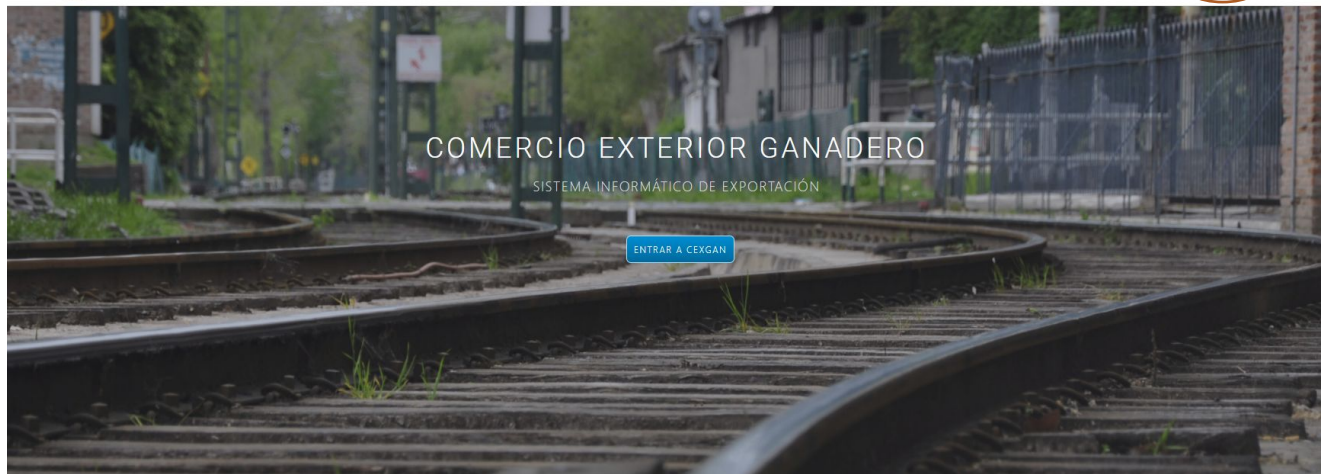 COMERCIO EXTERIOR GANADERO
SISTEMA INFORMÁTICO DE EXPORTACIÓN
ENTRAR A CEXGAN